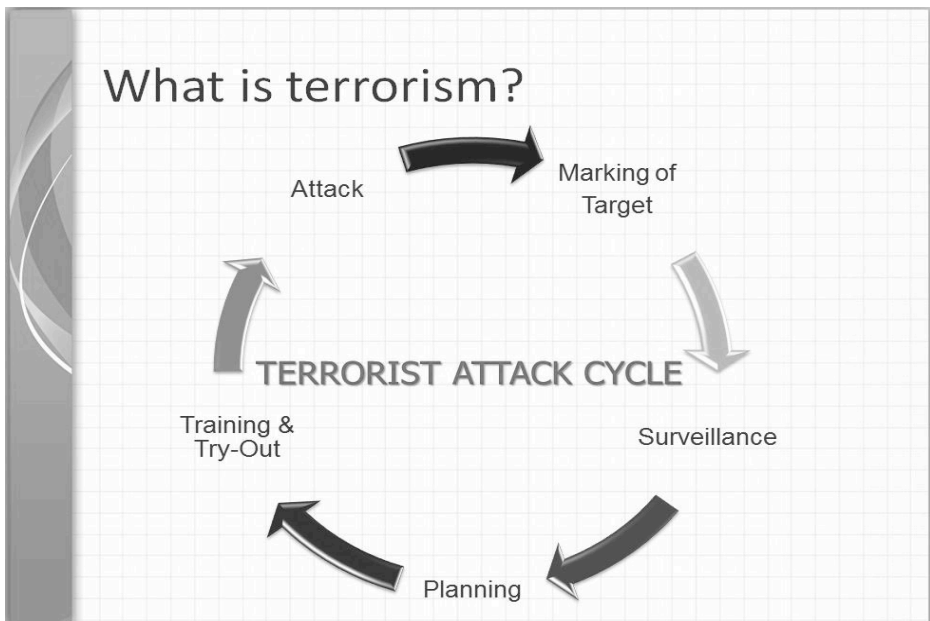 What is terrorism?
Attack
Marking of
Target
TERRORIST ATTACK CYCLE
Training &
Try-Out
Surveillance
Planning